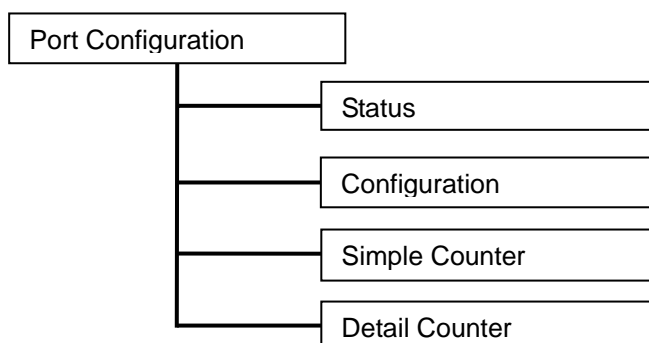 Port Configuration
Status
Configuration
Simple Counter
Detail Counter